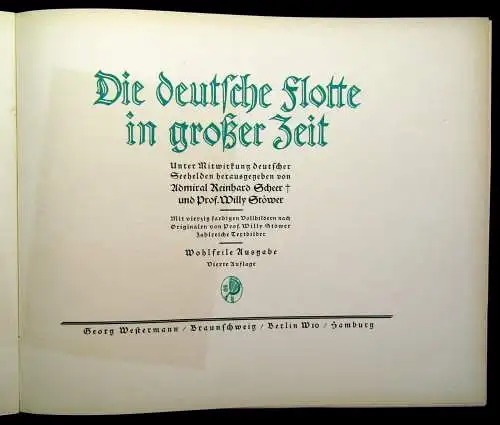 Die deutsche Flotte
in großer Zeit
Unter Mitwirkung deutscher
Seehelden herausgegeben von
Admiral Reinhard Scheer †
und Prof. Willy Stöwer
Mit vierzig farbigen Vollbildern nach
Originalen von Prof. Willy Stöwer
Zahlreiche Textbilder
Wohlfeile Ausgabe
Vierte Auflage
Georg Westermann / Braunschweig / Berlin W10 / Hamburg